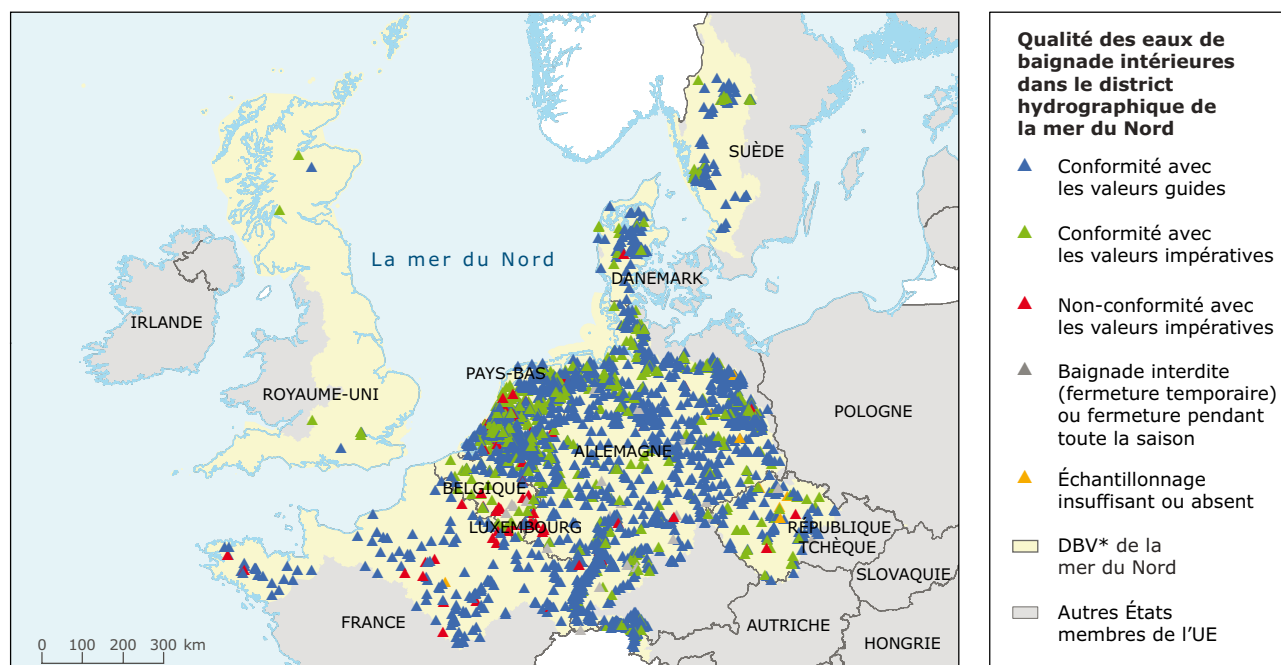 SUÈDE
La mer du Nord
DANEMARK
IRLANDE
PAYS-BAS
ROYAUME-UNI
POLOGNE
ALLEMAGNE
BELGIQUE
LUXEMBOURG
RÉPUBLIQUE
TCHÈQUE
SLOVAQUIE
FRANCE
AUTRICHE
HONGRIE
0 100 200 300 km
Qualité des eaux de
baignade intérieures
dans le district
hydrographique de
la mer du Nord
Conformité avec
les valeurs guides
Conformité avec
les valeurs impératives
Non-conformité avec
les valeurs impératives
Baignade interdite
(fermeture temporaire)
ou fermeture pendant
toute la saison
Échantillonnage
insuffisant ou absent
DBV* de la
mer du Nord
Autres États
membres de l'UE